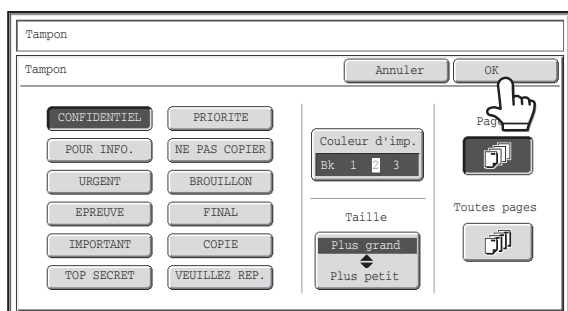 Tampon
Tampon
Annuler
OK
CONFIDENTIEL
PRIORITE
POUR INFO.
NE PAS COPIER
URGENT
BROUILLON
EPREUVE
FINAL
IMPORTANT
COPIE
TOP SECRET
VEUILLEZ REP.
Couleur d'imp.
Bk 1 2 3
Taille
Plus grand
Plus petit
Toutes pages